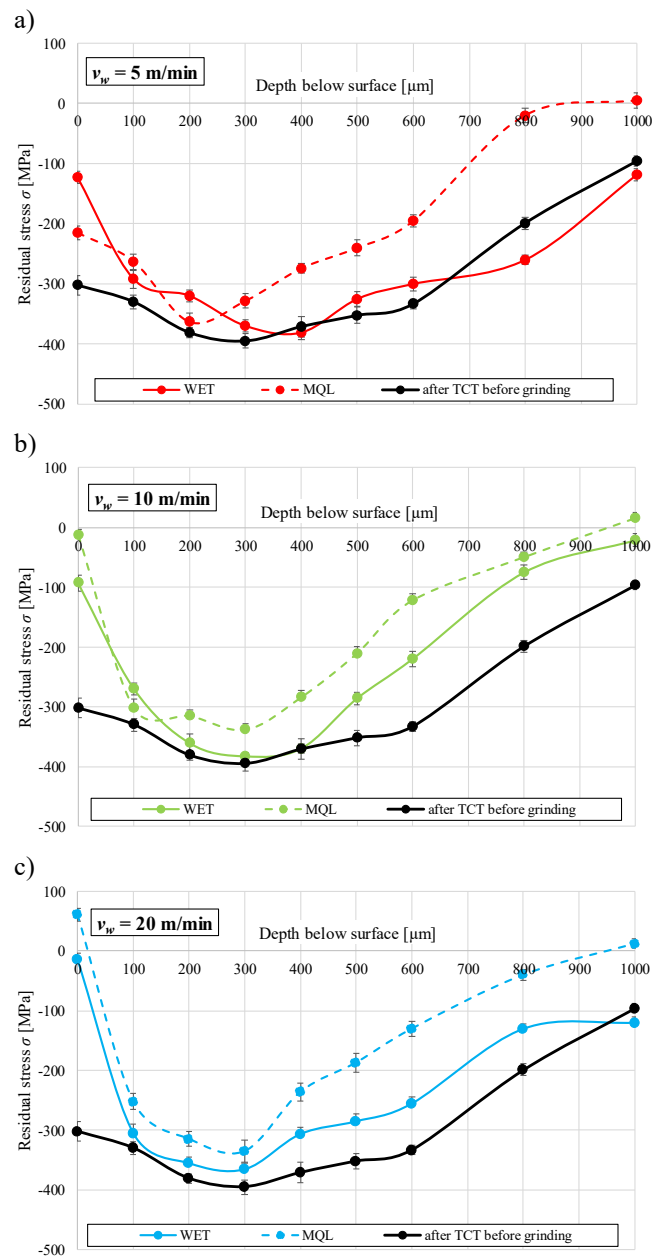 a)
100
v_w = 5 m/min
Depth below surface [µm]
0
0 100 200 300 400 500 600 700 800 900 1000
-100
-200
-300
-400
-500
Residual stress σ [MPa]
WET MQL after TCT before grinding
b)
100
v_w = 10 m/min
Depth below surface [µm]
0
0 100 200 300 400 500 600 700 800 900 1000
-100
-200
-300
-400
-500
Residual stress σ [MPa]
WET MQL after TCT before grinding
c)
100
v_w = 20 m/min
Depth below surface [µm]
0
0 100 200 300 400 500 600 700 800 900 1000
-100
-200
-300
-400
-500
Residual stress σ [MPa]
WET MQL after TCT before grinding